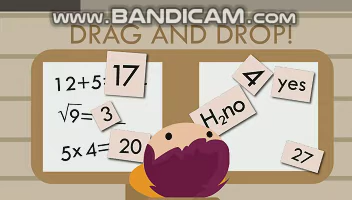 www.BANDICAM.com
DRAG AND DROP!
12+5= 17
√9= 3
5x4= 20
4
yes
H₂no
27